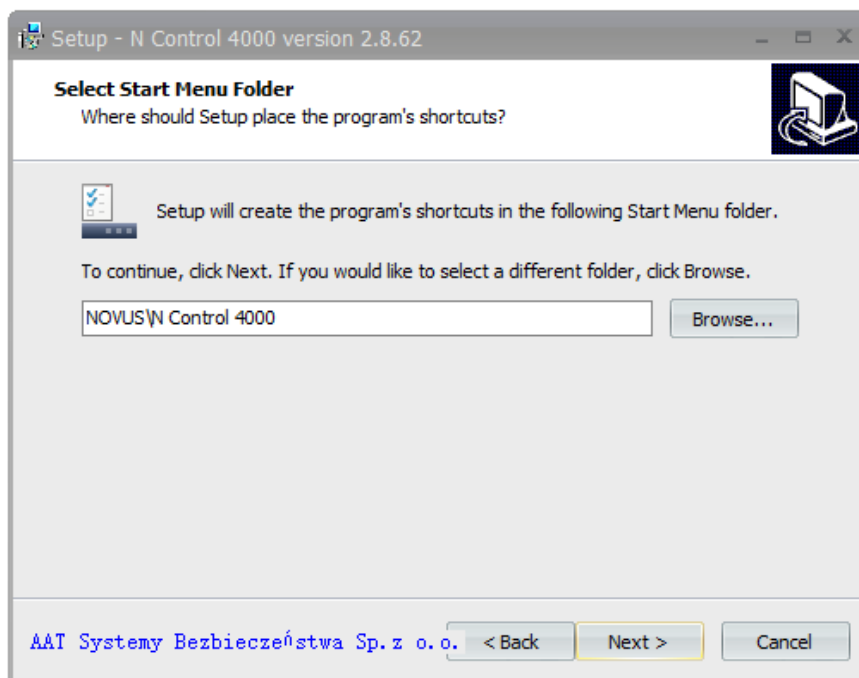 Setup - N Control 4000 version 2.8.62
Select Start Menu Folder
Where should Setup place the program's shortcuts?
Setup will create the program's shortcuts in the following Start Menu folder.
To continue, click Next. If you would like to select a different folder, click Browse.
NOVUS\N Control 4000
Browse...
AAT Systemy Bezbieczeństwa Sp.z o.o.
< Back
Next >
Cancel